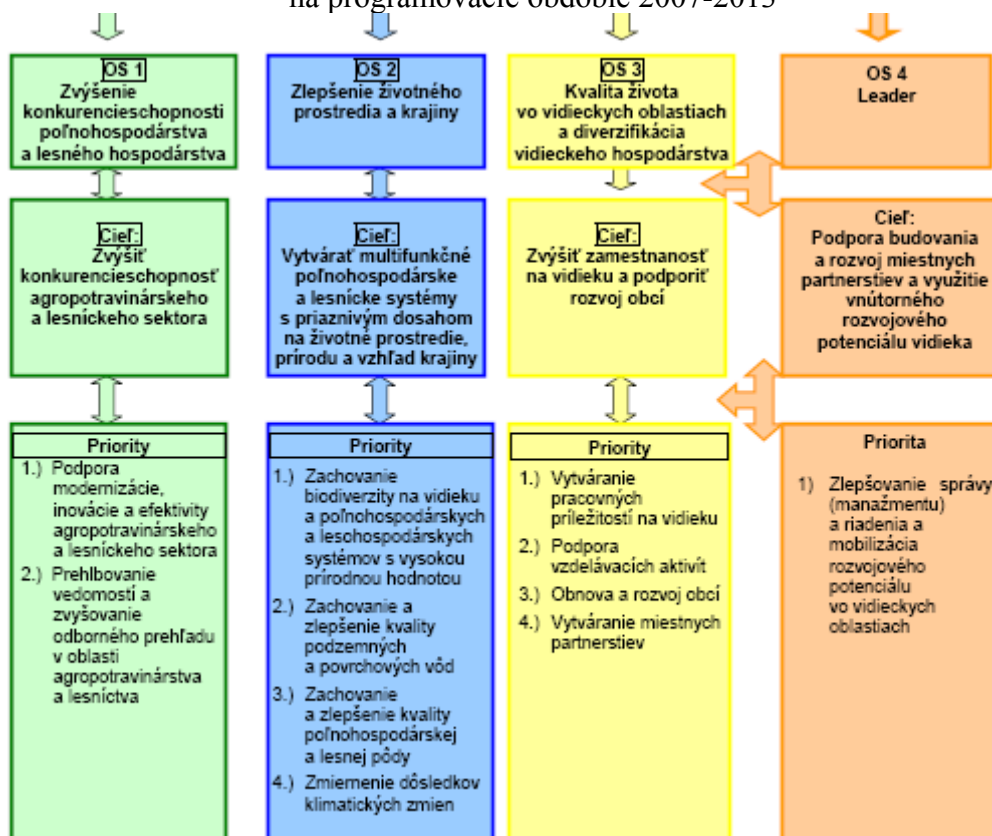 na programovacie obdobie 2007-2013
OS 1
Zvýšenie
konkurencieschopnosti
poľnohospodárstva
a lesného hospodárstva
OS 2
Zlepšenie životného
prostredia a krajiny
OS 3
Kvalita života
vo vidieckych oblastiach
a diverzifikácia
vidieckeho hospodárstva
OS 4
Leader
Cieľ:
Zvýšiť
konkurencieschopnosť
agropotravinárskeho
a lesníckeho sektora
Cieľ:
Vytvárať multifunkčné
poľnohospodárske
a lesnícke systémy
s priaznivým dosahom
na životné prostredie,
prírodu a vzhľad krajiny
Cieľ:
Zvýšiť zamestnanosť
na vidieku a podporiť
rozvoj obcí
Cieľ:
Podpora budovania
a rozvoj miestnych
partnerstiev a využitie
vnútorného
rozvojového
potenciálu vidieka
Priority
1.) Podpora
modernizácie,
inovácie a efektivity
agropotravinárskeho
a lesníckeho sektora
2.) Prehlbovanie
vedomostí a
zvyšovanie
odborného prehľadu
v oblasti
agropotravinárstva
a lesníctva
Priority
1.) Zachovanie
biodiverzity na vidieku
a poľnohospodárskych
a lesohospodárskych
systémov s vysokou
prírodnou hodnotou
2.) Zachovanie a
zlepšenie kvality
podzemných
a povrchových vôd
3.) Zachovanie
a zlepšenie kvality
poľnohospodárskej
a lesnej pôdy
4.) Zmiernenie dôsledkov
klimatických zmien
Priority
1.) Vytváranie
pracovných
príležitostí na vidieku
2.) Podpora
vzdelávacích aktivít
3.) Obnova a rozvoj obcí
4.) Vytváranie miestnych
partnerstiev
Priorita
1) Zlepšovanie správy
(manažmentu)
a riadenia a
mobilizácia
rozvojového
potenciálu
vo vidieckych
oblastiach